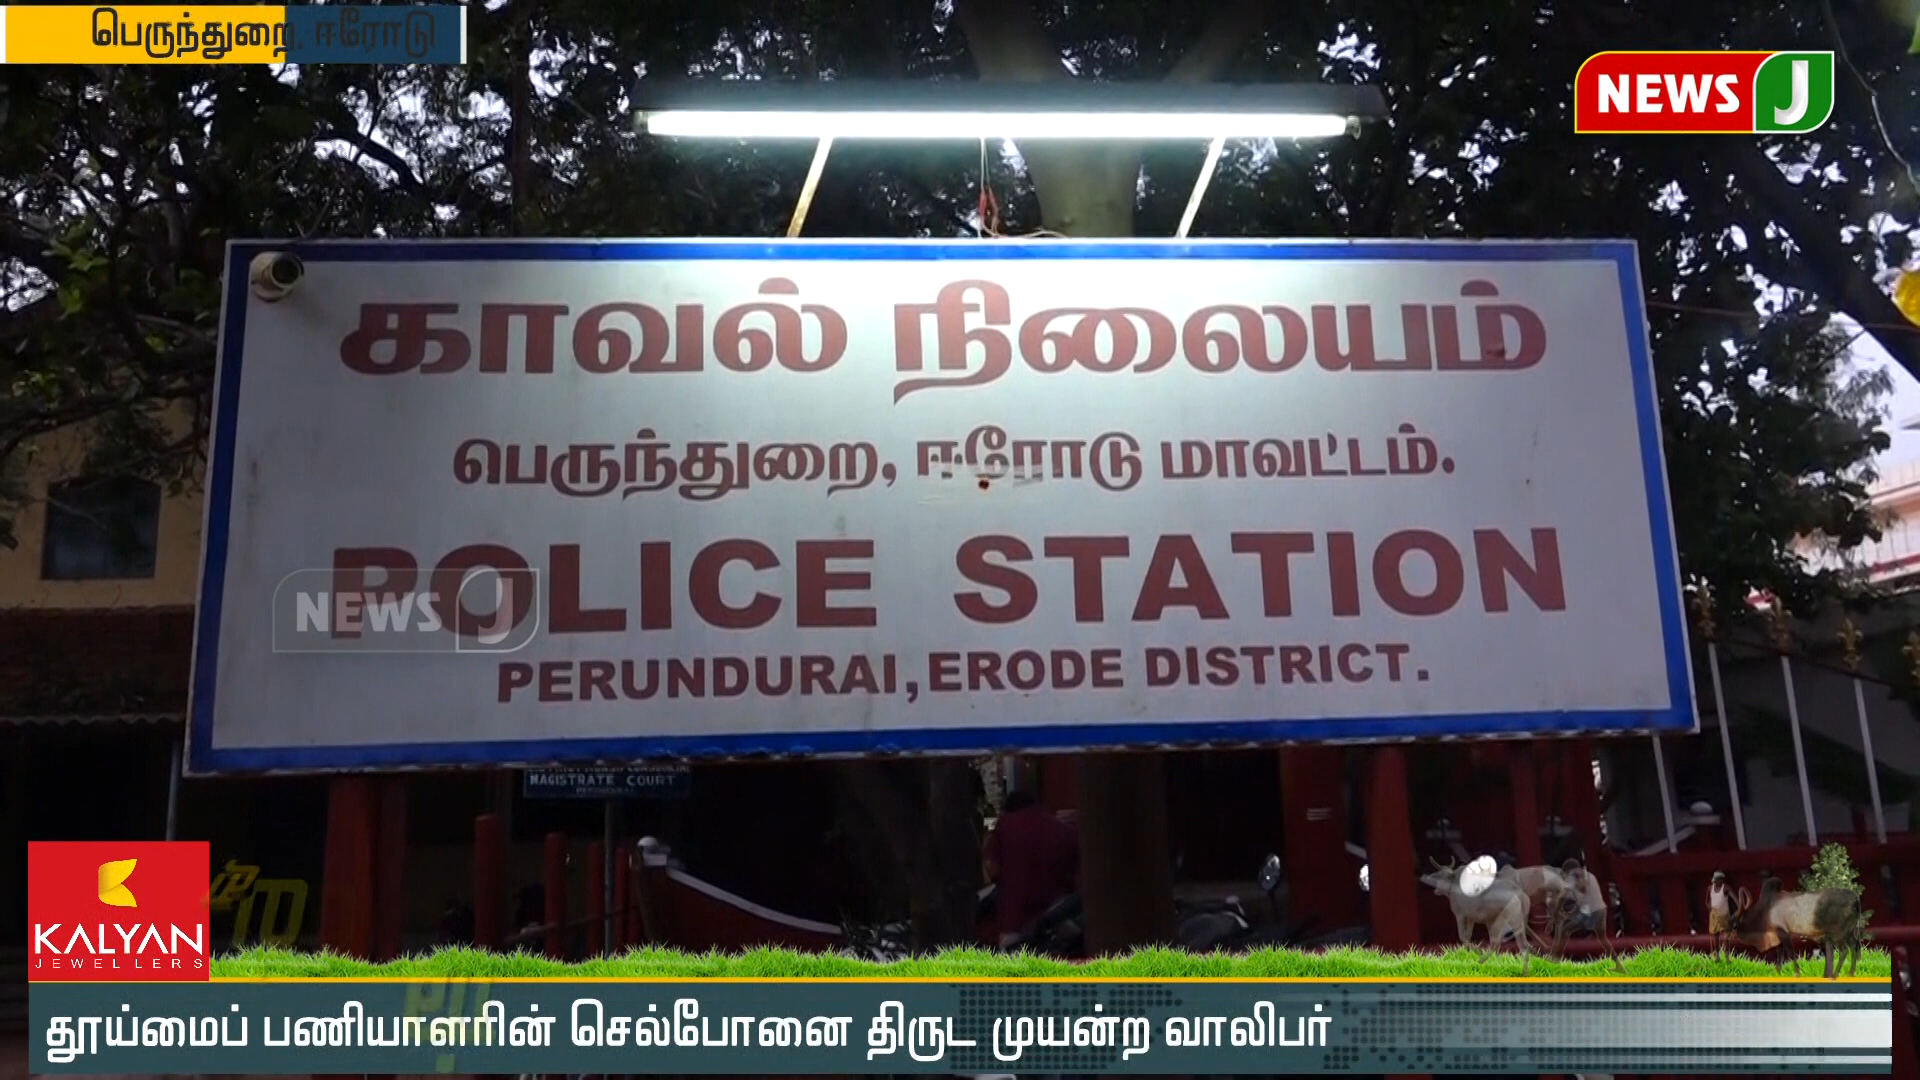 பெருந்துறை, ஈரோடு
NEWS J
காவல் நிலையம்
பெருந்துறை, ஈரோடு மாவட்டம்.
POLICE STATION
NEWS J
PERUNDURAI, ERODE DISTRICT.
MAGISTRATE COURT
KALYAN
JEWELLERS
தூய்மைப் பணியாளரின் செல்போனை திருட முயன்ற வாலிபர்